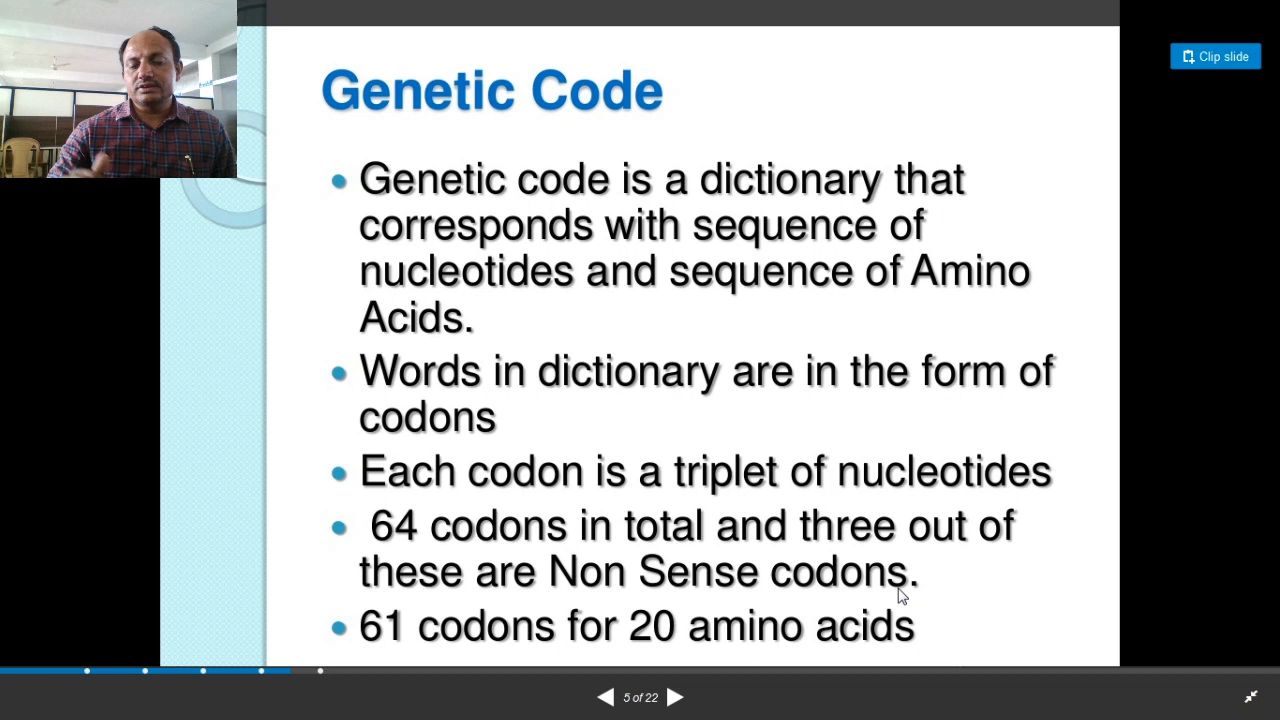 Clip slide
Genetic Code
• Genetic code is a dictionary that
corresponds with sequence of
nucleotides and sequence of Amino
Acids.
• Words in dictionary are in the form of
codons
• Each codon is a triplet of nucleotides
• 64 codons in total and three out of
these are Non Sense codons.
• 61 codons for 20 amino acids
5 of 22